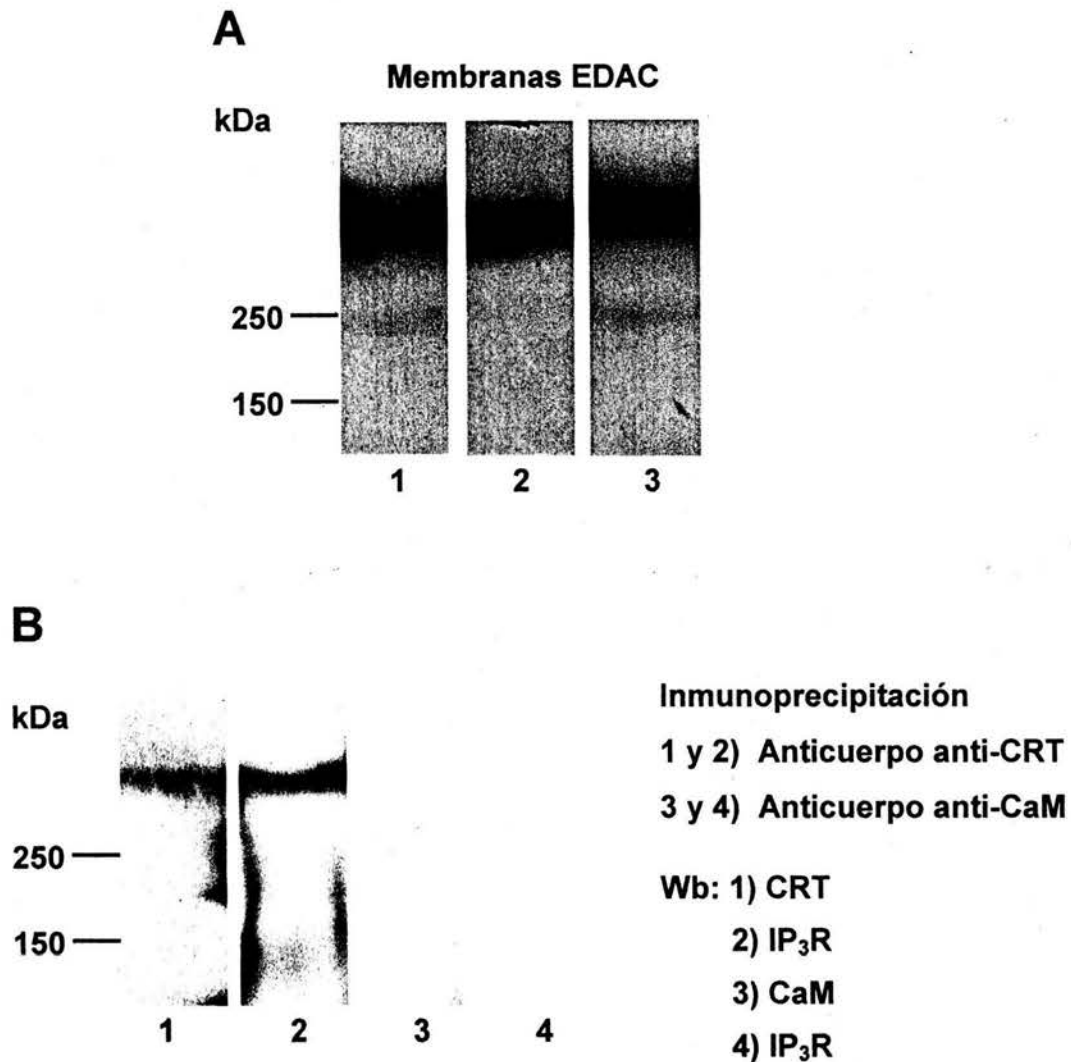 A
Membranas EDAC
kDa
250
150
1 2 3
B
kDa
250
150
1 2 3 4
Inmunoprecipitación
1 y 2) Anticuerpo anti-CRT
3 y 4) Anticuerpo anti-CaM
Wb: 1) CRT
2) IP₃R
3) CaM
4) IP₃R